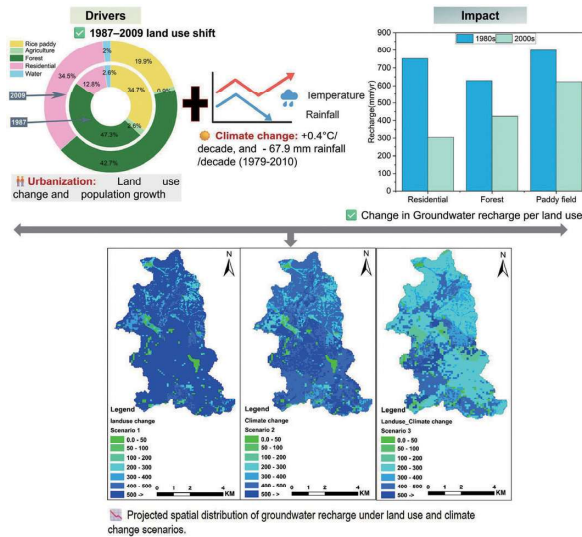 Drivers
1987–2009 land use shift
Rice paddy
Agriculture
Forest
Residential
Water
2%
2.6%
19.9%
34.5%
12.8%
34.7%
0.9%
2.6%
47.3%
42.7%
2009
1987
Urbanization: Land use
change and population growth
Temperature
Rainfall
Climate change: +0.4°C/
decade, and - 67.9 mm rainfall
/decade (1979-2010)
Impact
1980s
2000s
Recharge(mm/yr)
900
800
700
600
500
400
300
200
100
0
Residential
Forest
Paddy field
Change in Groundwater recharge per land use
N
Legend
landuse change
Scenario 1
0.0 - 50
50 - 100
100 - 200
200 - 300
300 - 400
400 - 500
500 ->
0 1 2 4
KM
N
Legend
Climate change
Scenario 2
0.0 - 50
50 - 100
100 - 200
200 - 300
300 - 400
400 - 500
500 ->
0 1 2 4
KM
N
Legend
Landuse_Climate change
Scenario 3
0.0 - 50
50 - 100
100 - 200
200 - 300
300 - 400
400 - 500
500 ->
0 1 2 4
KM
Projected spatial distribution of groundwater recharge under land use and climate
change scenarios.